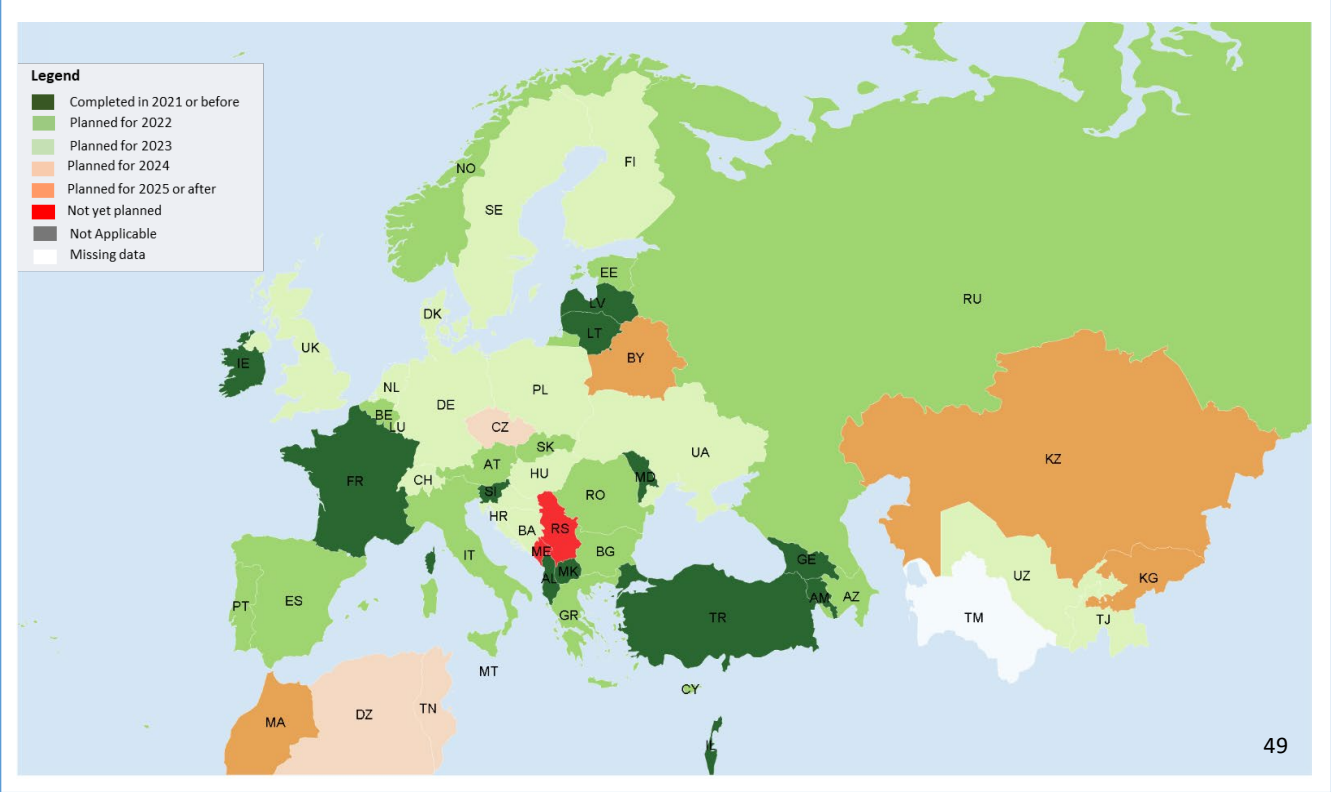 Legend
Completed in 2021 or before
Planned for 2022
Planned for 2023
Planned for 2024
Planned for 2025 or after
Not yet planned
Not Applicable
Missing data
NO
FI
SE
EE
RU
LV
DK
LT
UK
BY
IE
NL
PL
DE
BE
LU
CZ
SK
UA
KZ
AT
HU
FR
CH
MD
SI
RO
HR
BA
RS
IT
ME
BG
GE
MK
AL
UZ
KG
AM
AZ
ES
PT
GR
TR
TM
TJ
MT
CY
TN
DZ
MA
IL
49